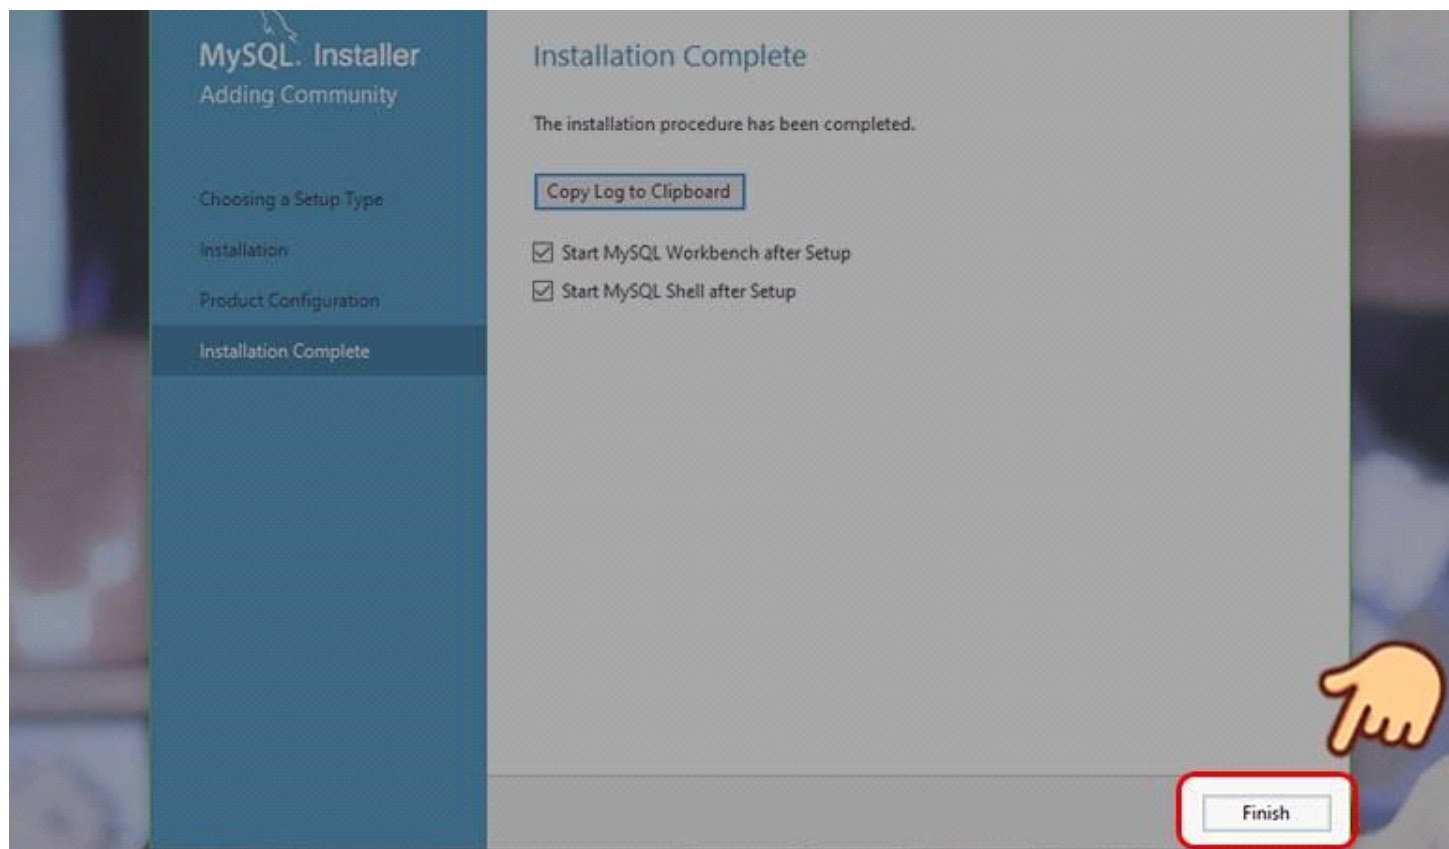 MySQL. Installer
Adding Community
Choosing a Setup Type
Installation
Product Configuration
Installation Complete
Installation Complete
The installation procedure has been completed.
Copy Log to Clipboard
Start MySQL Workbench after Setup
Start MySQL Shell after Setup
Finish